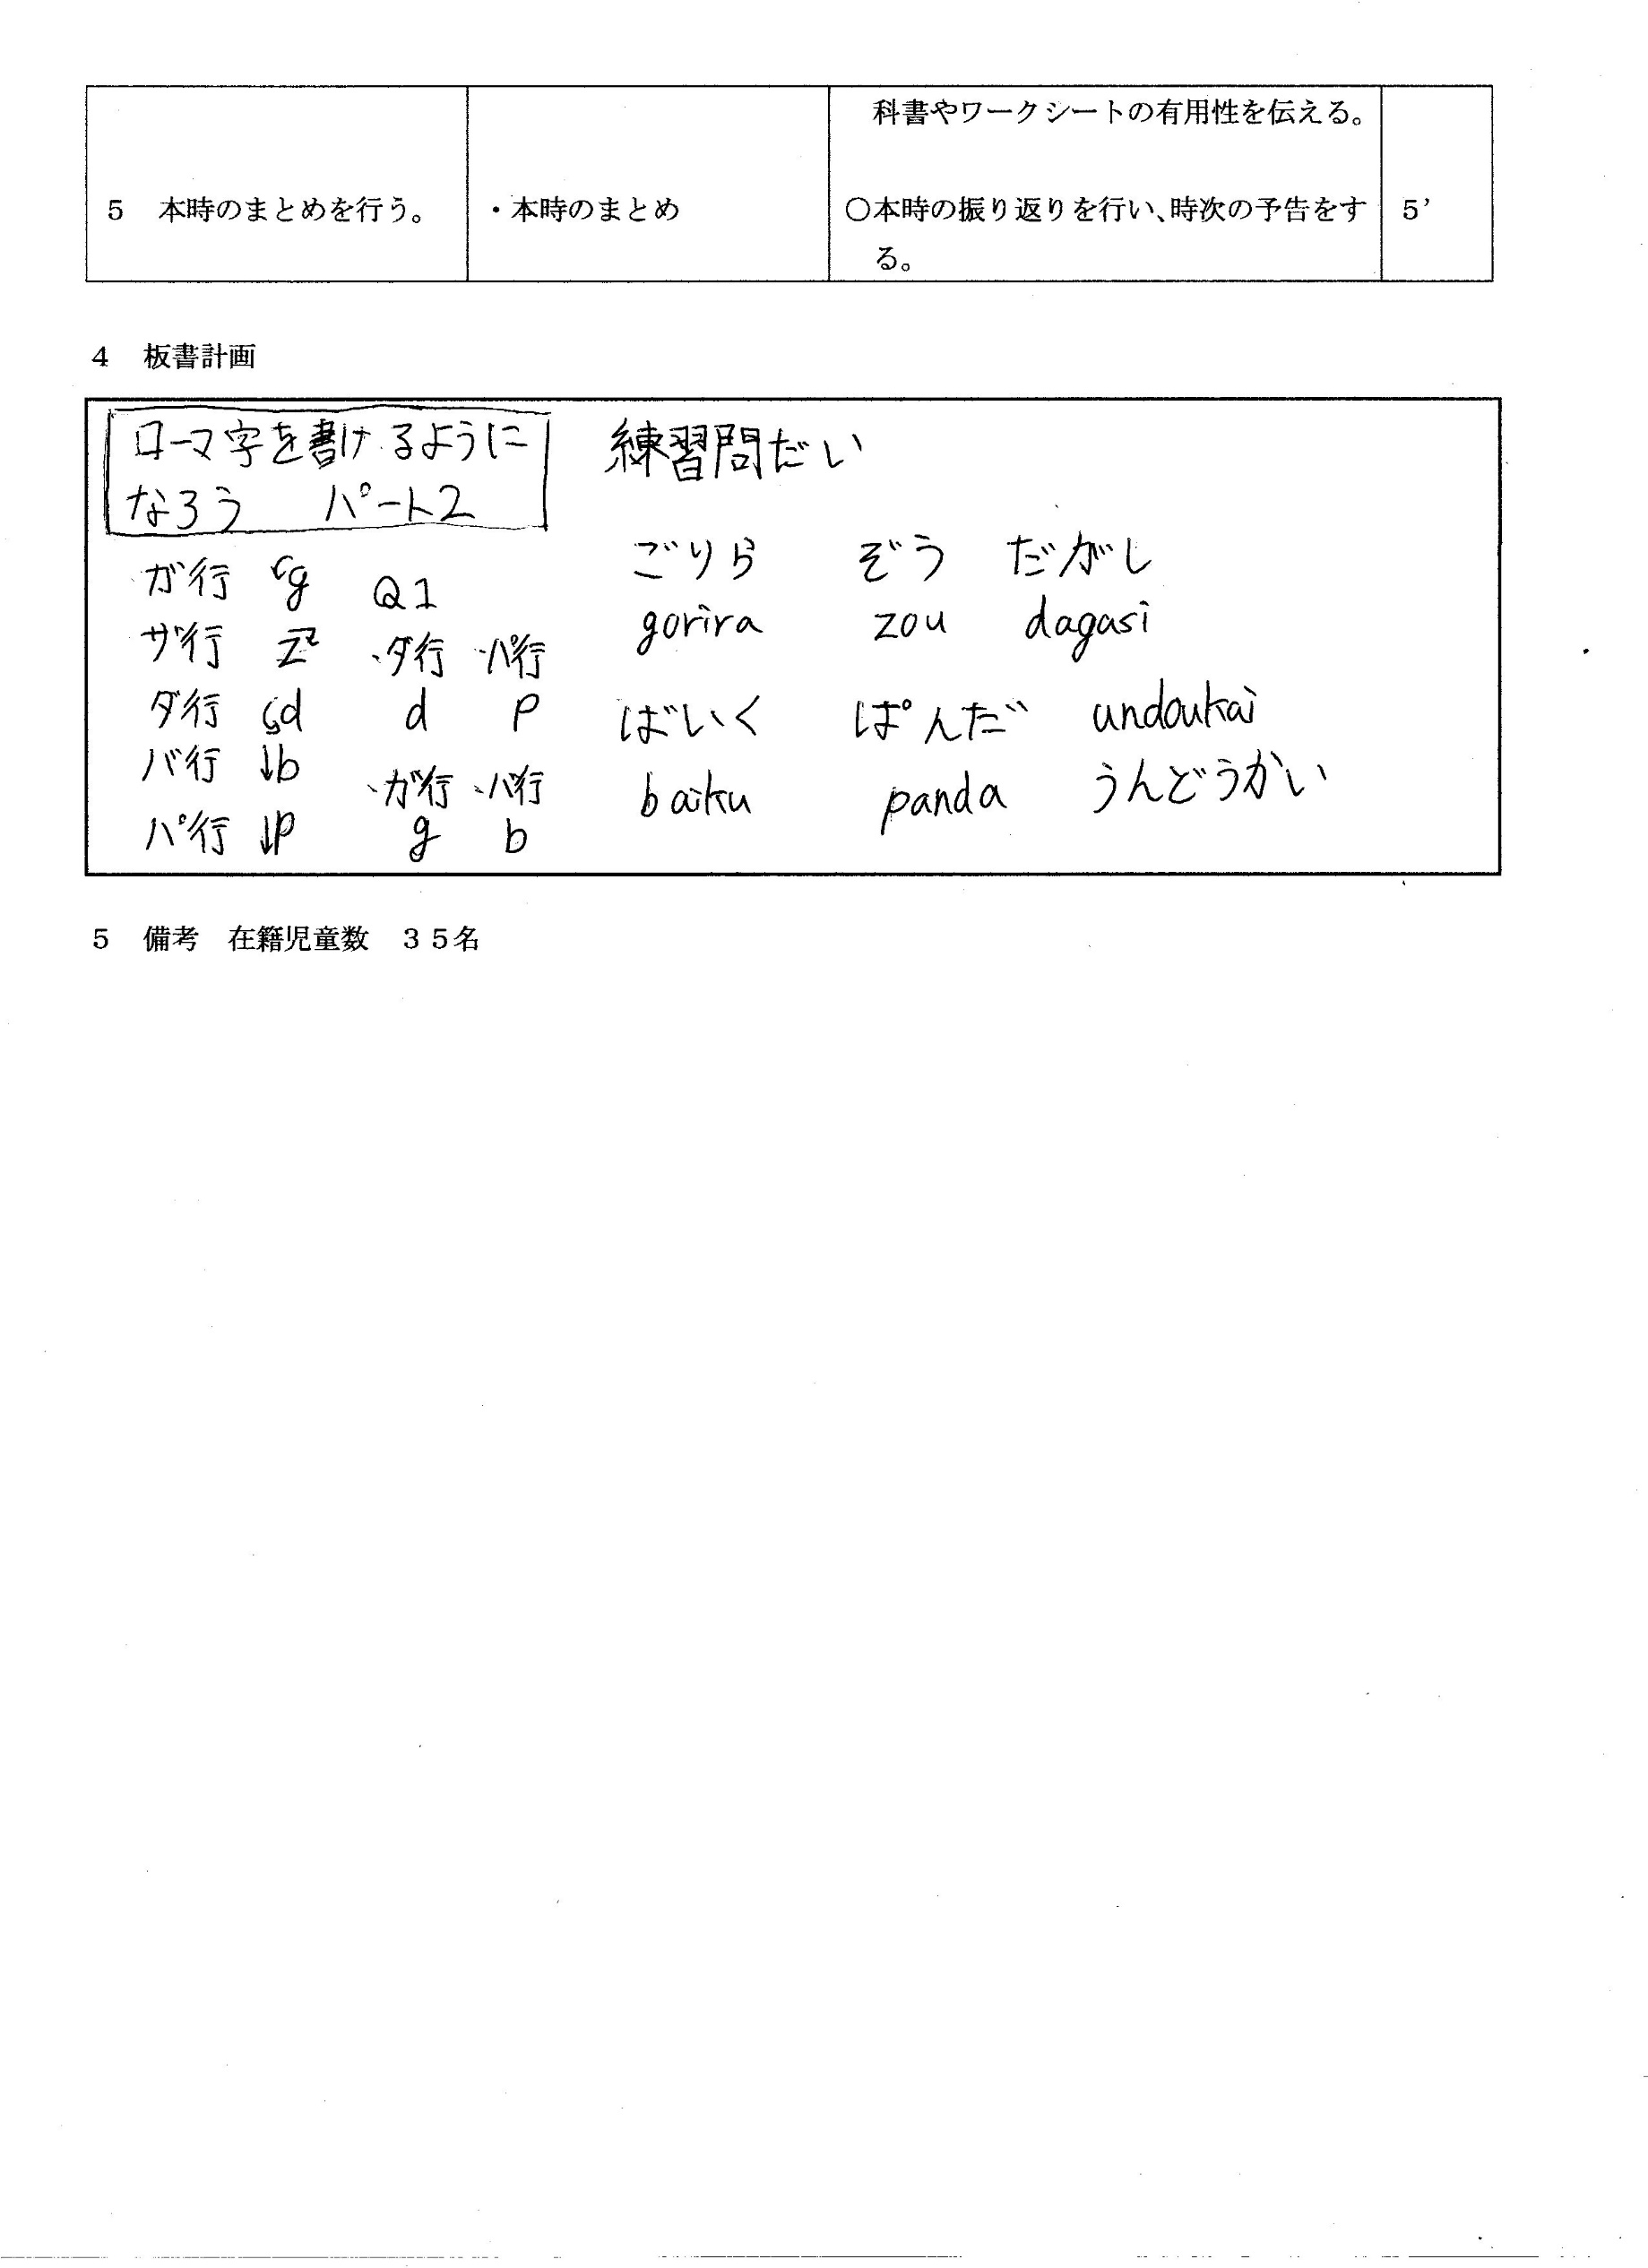 科書やワークシートの有用性を伝える。
5 本時のまとめを行う。 ・本時のまとめ ○本時の振り返りを行い、時次の予告をす 5’
る。
4 板書計画
ローマ字を書けるように
なろう パート2
ガ行 g
ザ行 z
ダ行 d
バ行 b
パ行 p
Q1
・ダ行 ・パ行
d p
・ガ行 ・バ行
g b
練習問だい
ごりら ぞう だがし
gorira zou dagasi
ばいく ぱんだ undoukai
baiku panda うんどうかい
5 備考 在籍児童数 35名